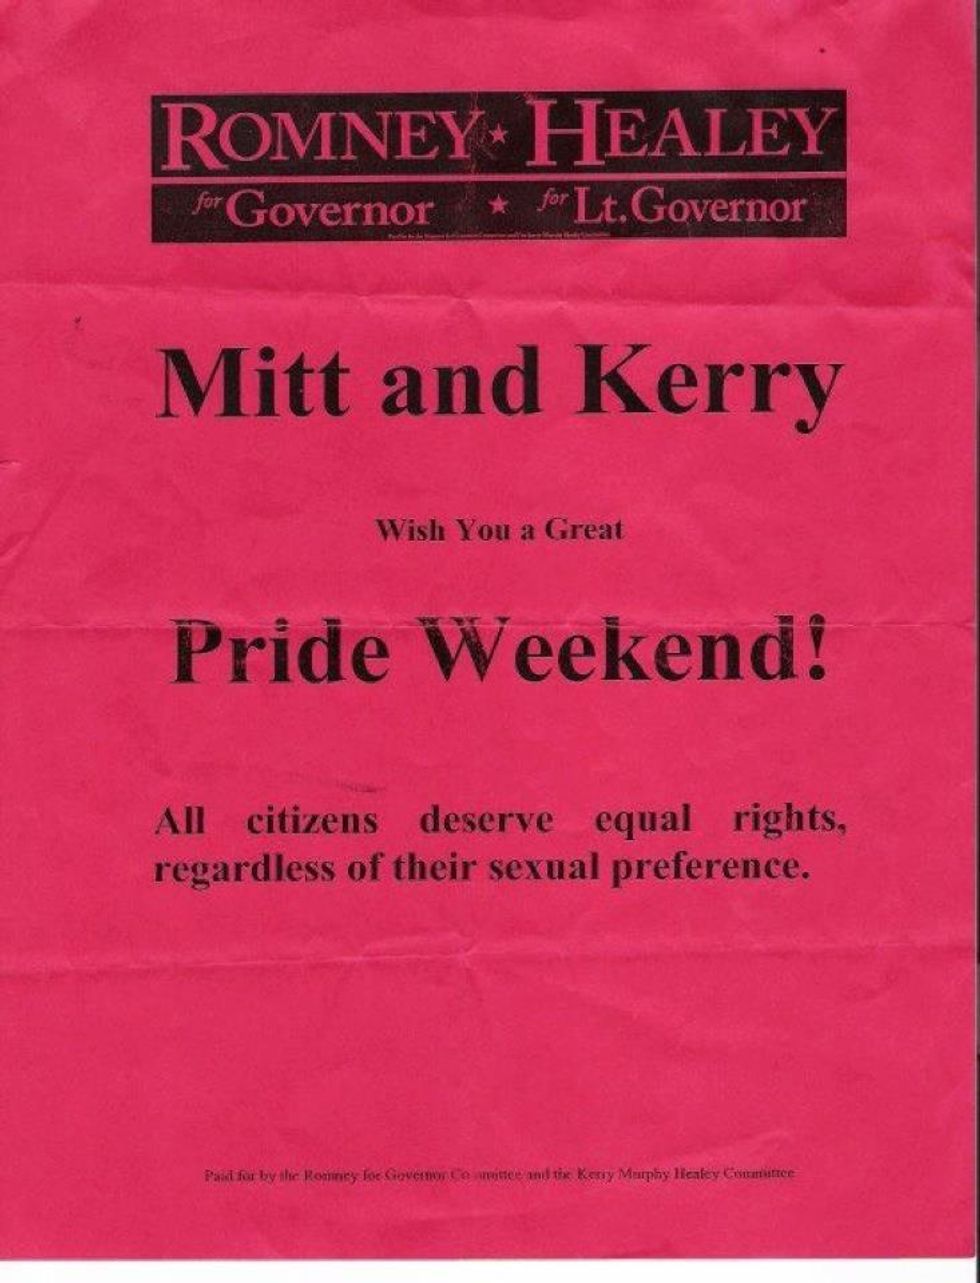 ROMNEY ★ HEALEY
for Governor ★ for Lt. Governor
Mitt and Kerry
Wish You a Great
Pride Weekend!
All citizens deserve equal rights,
regardless of their sexual preference.
Paid for by the Romney for Governor Committee and the Kerry Murphy Healey Committee